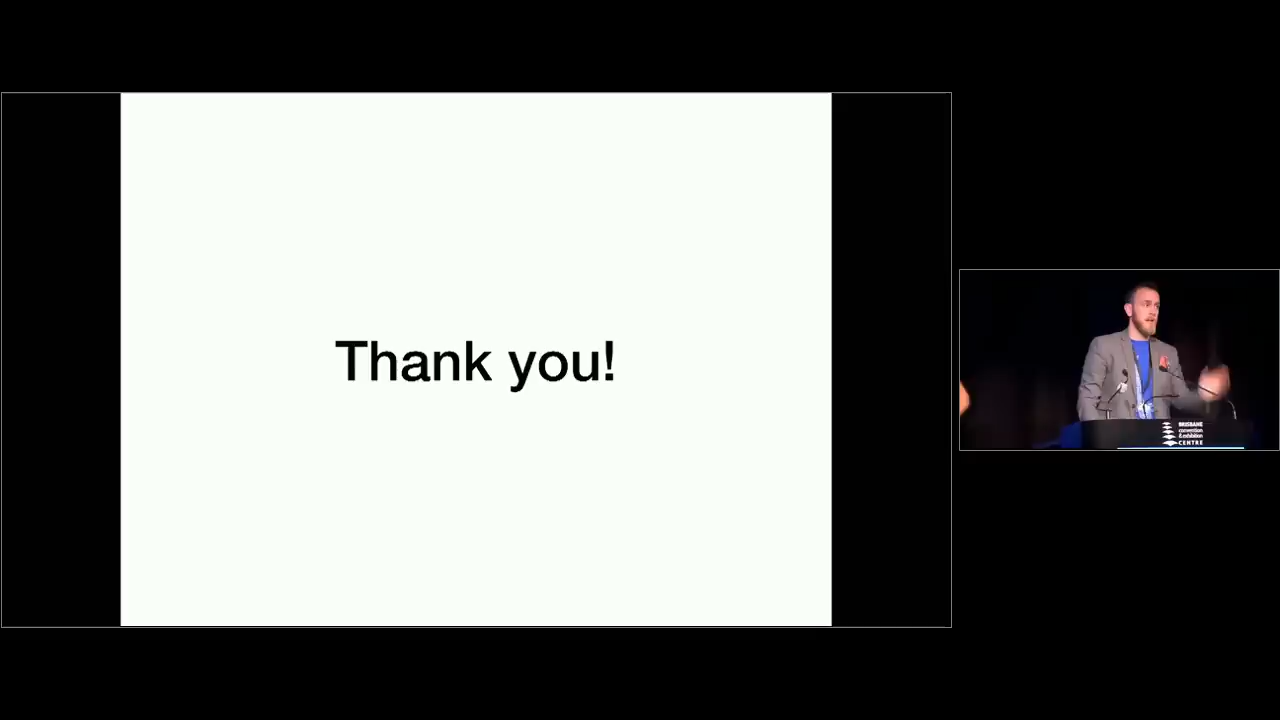 Thank you!
BRISBANE
convention
& exhibition
CENTRE